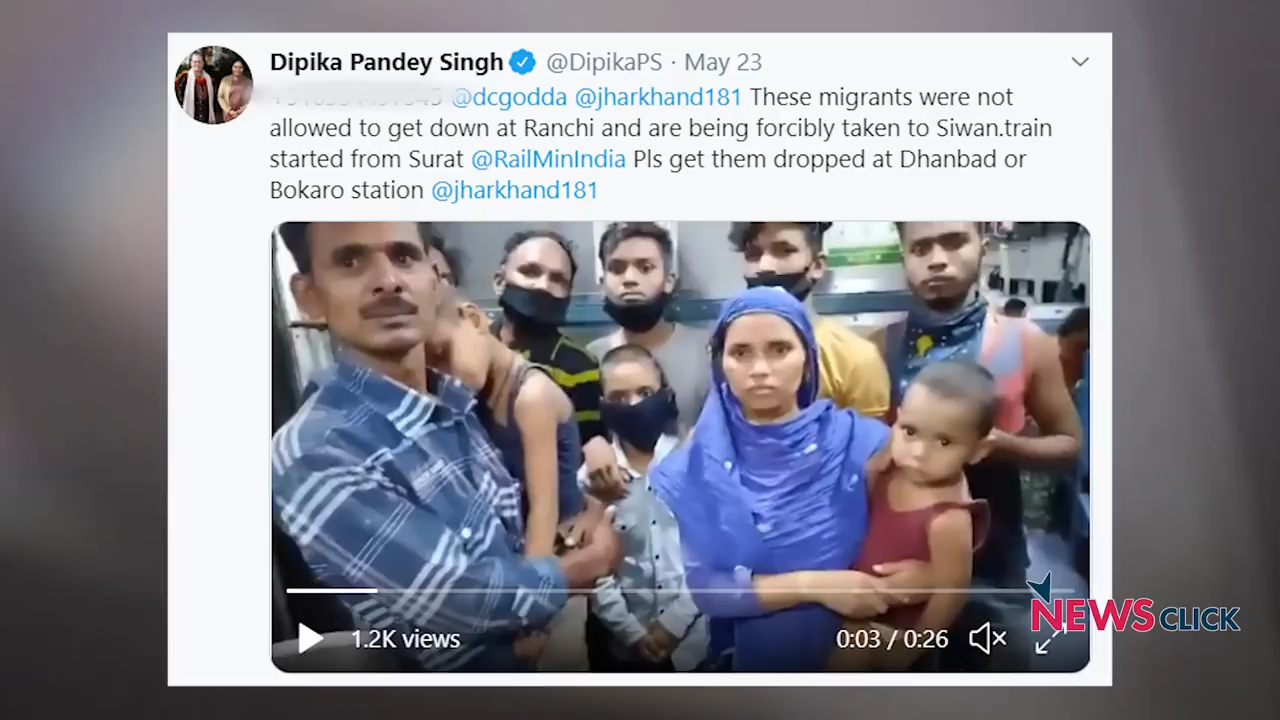 Dipika Pandey Singh @DipikaPS · May 23
@dcgodda @jharkhand181 These migrants were not
allowed to get down at Ranchi and are being forcibly taken to Siwan.train
started from Surat @RailMinIndia Pls get them dropped at Dhanbad or
Bokaro station @jharkhand181
1.2K views
0:03 / 0:26
NEWSCLICK